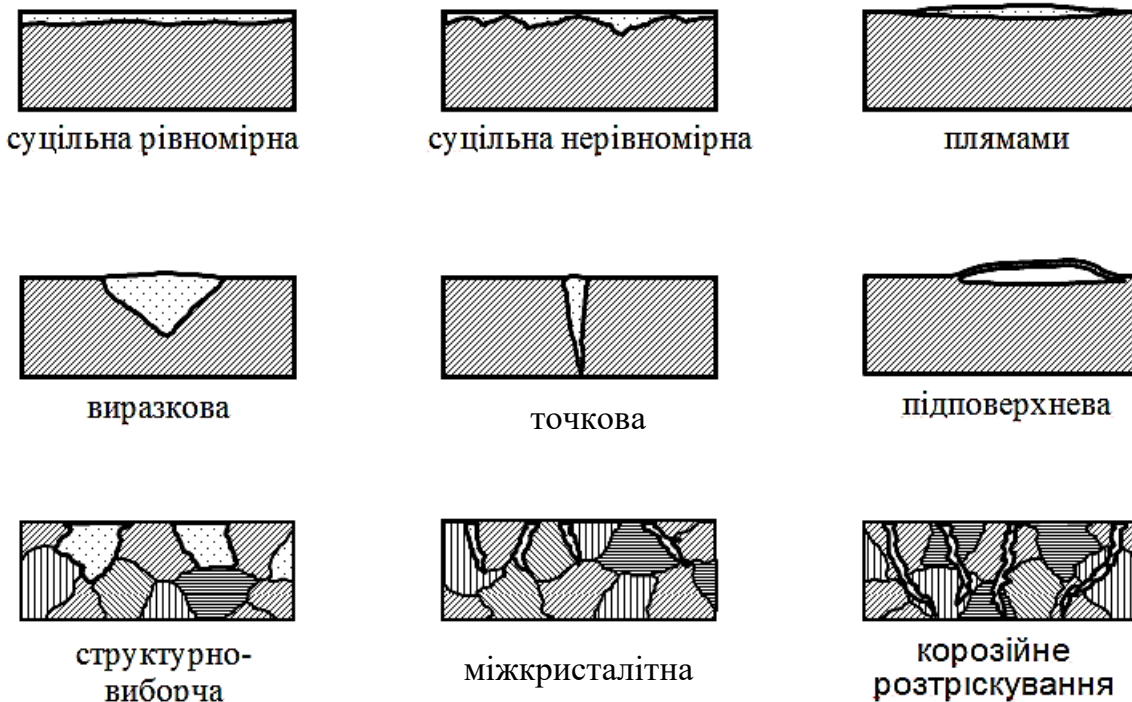 суцільна рівномірна
суцільна нерівномірна
плямами
виразкова
точкова
підповерхнева
структурно-
виборча
міжкристалітна
корозійне
розтріскування